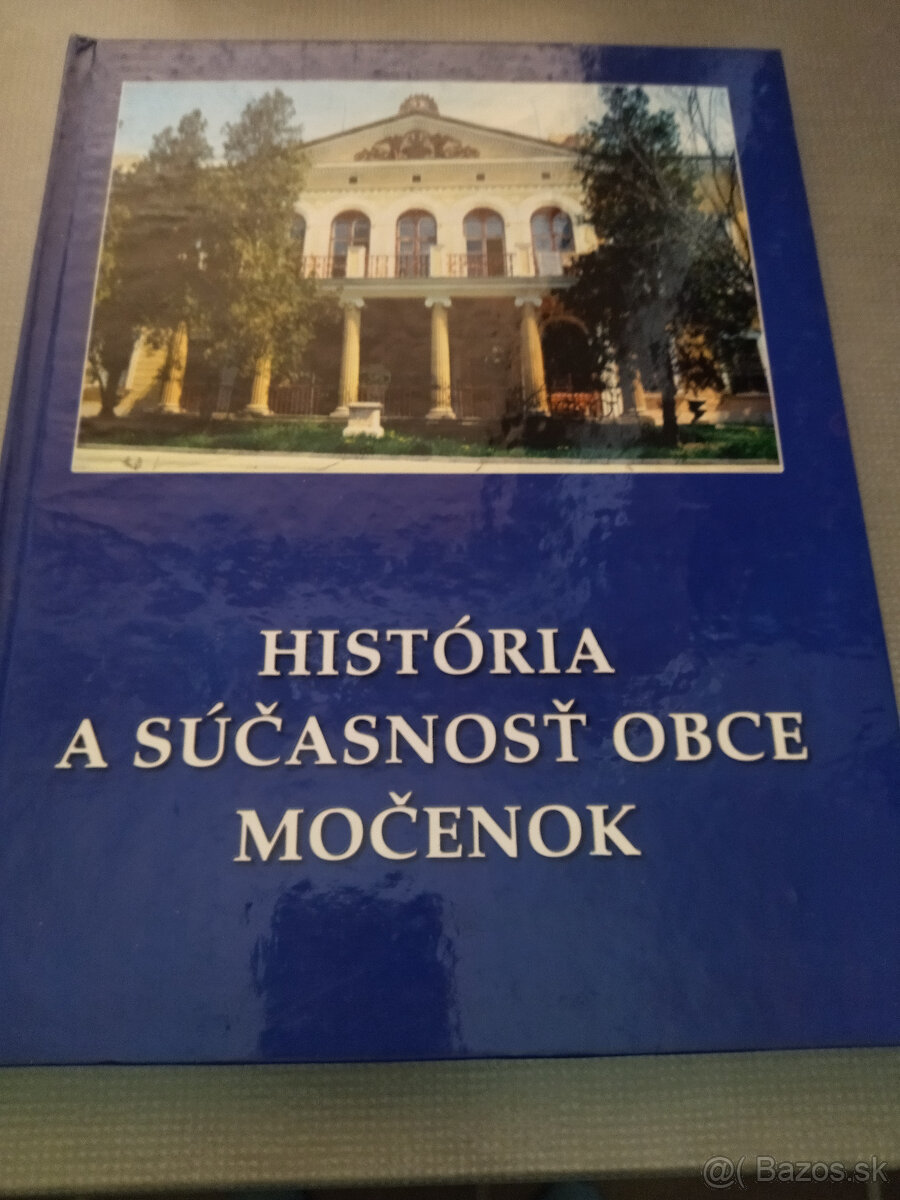 HISTÓRIA
A SÚČASNOSŤ OBCE
MOČENOK
@( Bazos.sk